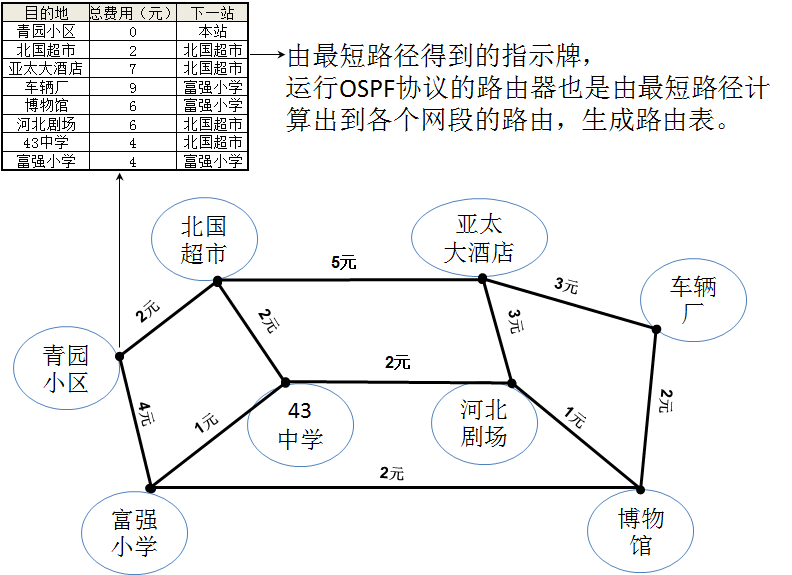 目的地 总费用（元） 下一站
青园小区 0 本站
北国超市 2 北国超市
亚太大酒店 7 北国超市
车辆厂 9 富强小学
博物馆 6 富强小学
河北剧场 6 北国超市
43中学 4 北国超市
富强小学 4 富强小学
由最短路径得到的指示牌，
运行OSPF协议的路由器也是由最短路径计
算出到各个网段的路由，生成路由表。
北国
超市
亚太
大酒店
车辆
厂
5元
3元
2元
2元
3元
青园
小区
2元
2元
4元
1元
43
中学
河北
剧场
1元
2元
富强
小学
博物
馆